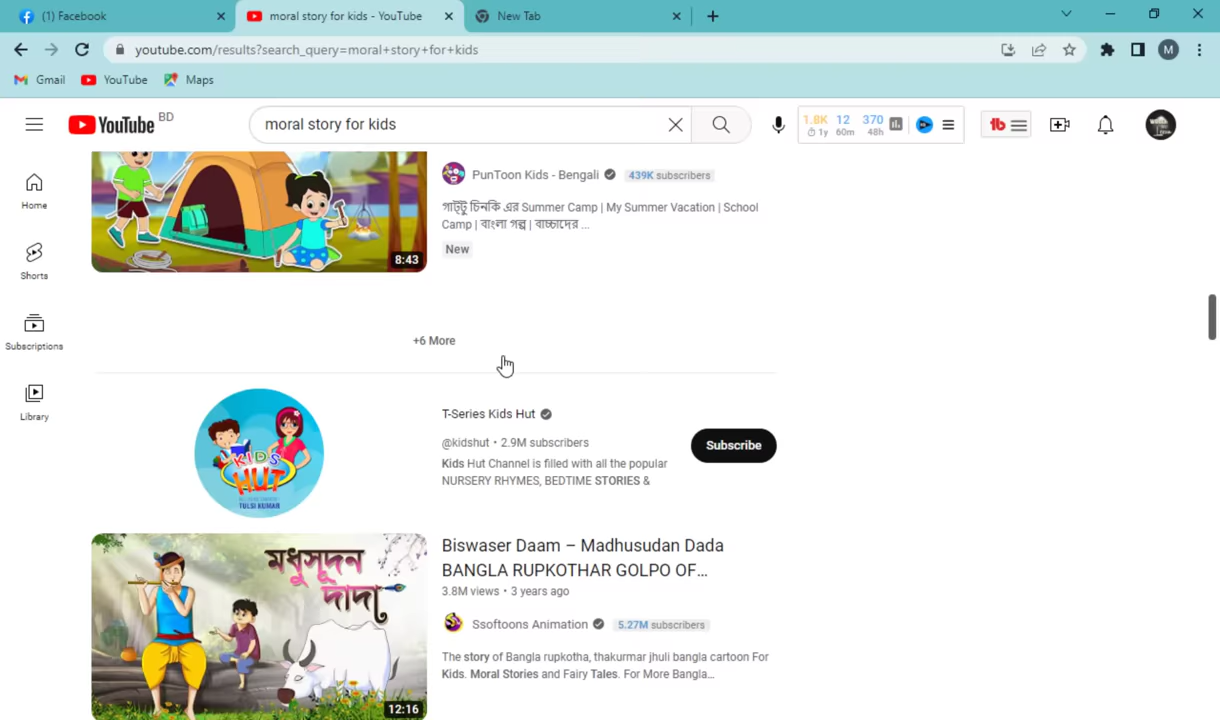 (1) Facebook
moral story for kids - YouTube
New Tab
youtube.com/results?search_query=moral+story+for+kids
M
Gmail
YouTube
Maps
YouTube BD
moral story for kids
1.8K 12 370
1y 60m 48h
tb
Home
Shorts
Subscriptions
Library
8:43
PunToon Kids - Bengali 439K subscribers
গাট্টু চিনকি এর Summer Camp | My Summer Vacation | School
Camp | বাংলা গল্প | বাচ্চাদের ...
New
+6 More
KIDS
HUT
TULSI KUMAR
T-Series Kids Hut
@kidshut • 2.9M subscribers
Kids Hut Channel is filled with all the popular
NURSERY RHYMES, BEDTIME STORIES &
Subscribe
মধুসূদন
দাদা
12:16
Biswaser Daam – Madhusudan Dada
BANGLA RUPKOTHAR GOLPO OF...
3.8M views • 3 years ago
Ssoftoons Animation 5.27M subscribers
The story of Bangla rupkotha, thakurmar jhuli bangla cartoon For
Kids. Moral Stories and Fairy Tales. For More Bangla...